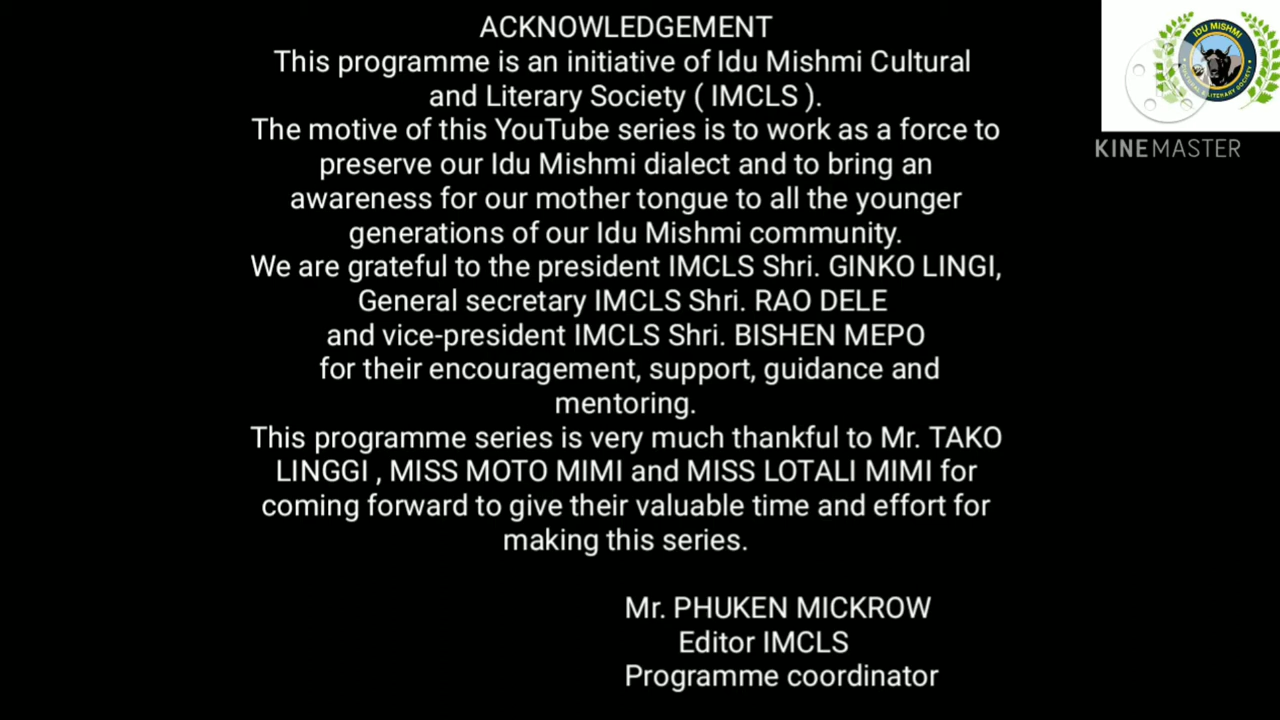 ACKNOWLEDGEMENT
This programme is an initiative of Idu Mishmi Cultural
and Literary Society ( IMCLS ).
The motive of this YouTube series is to work as a force to
preserve our Idu Mishmi dialect and to bring an
awareness for our mother tongue to all the younger
generations of our Idu Mishmi community.
We are grateful to the president IMCLS Shri. GINKO LINGI,
General secretary IMCLS Shri. RAO DELE
and vice-president IMCLS Shri. BISHEN MEPO
for their encouragement, support, guidance and
mentoring.
This programme series is very much thankful to Mr. TAKO
LINGGI , MISS MOTO MIMI and MISS LOTALI MIMI for
coming forward to give their valuable time and effort for
making this series.
Mr. PHUKEN MICKROW
Editor IMCLS
Programme coordinator
IDU MISHMI
KINEMASTER